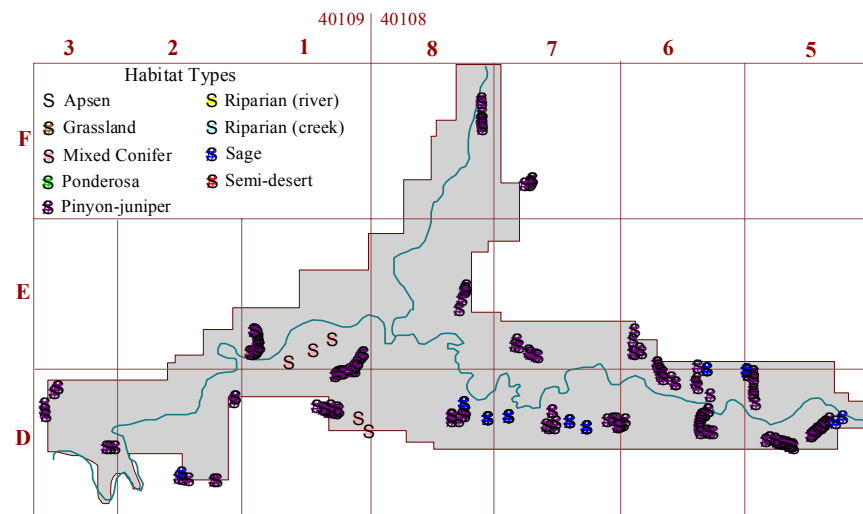 40109 40108
3 2 1 8 7 6 5
Habitat Types
S Apsen S Riparian (river)
S Grassland S Riparian (creek)
S Mixed Conifer S Sage
S Ponderosa S Semi-desert
S Pinyon-juniper
F
E
D